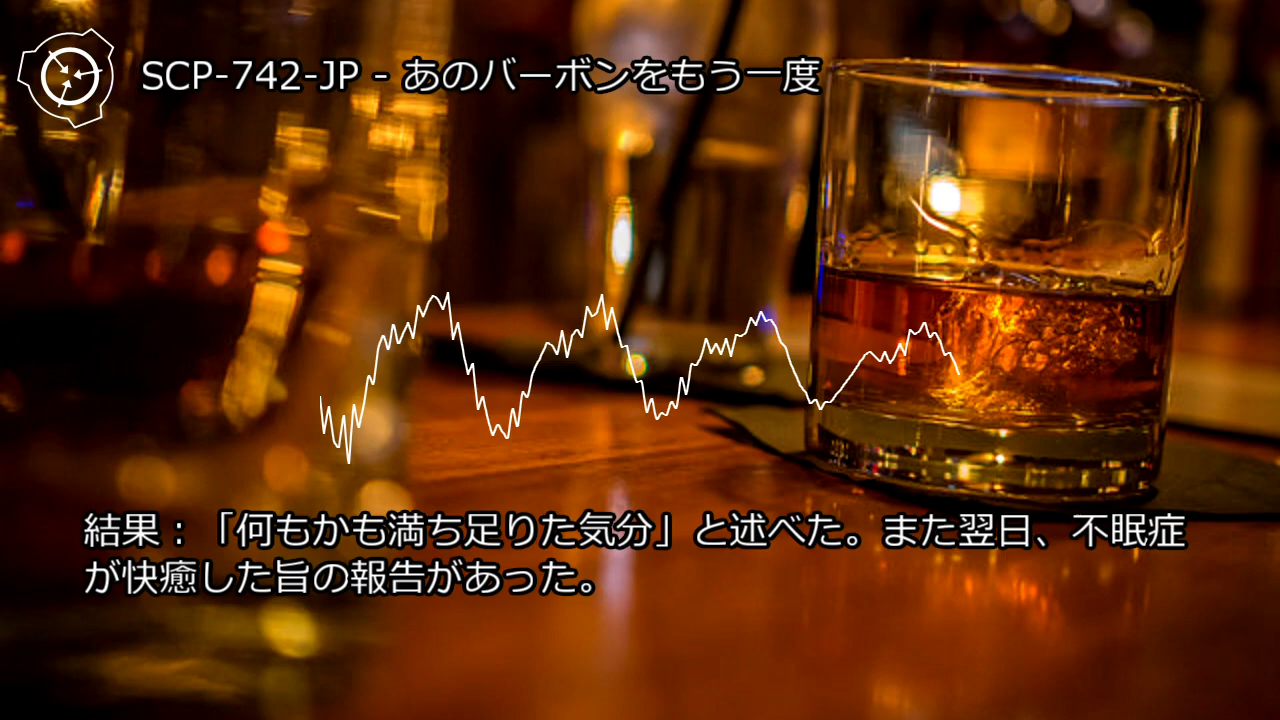 SCP-742-JP - あのバーボンをもう一度
結果：「何もかも満ち足りた気分」と述べた。また翌日、不眠症
が快癒した旨の報告があった。